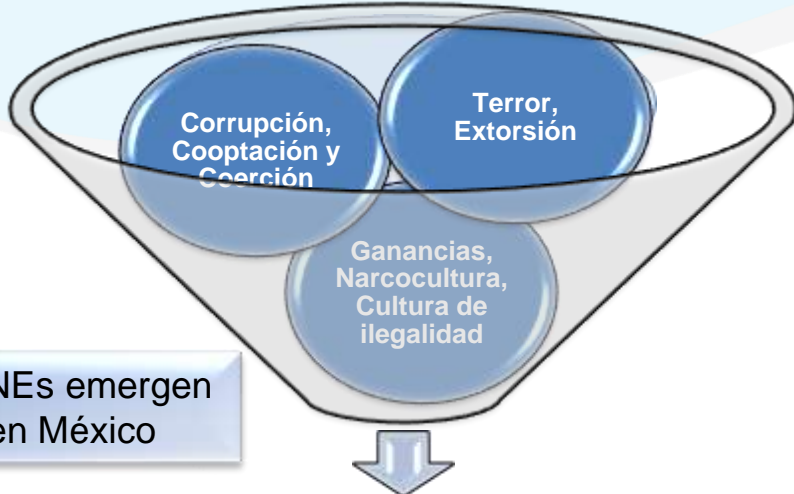 Corrupción,
Cooptación y
Coerción
Terror,
Extorsión
Ganancias,
Narcocultura,
Cultura de
ilegalidad
NEs emergen
en México